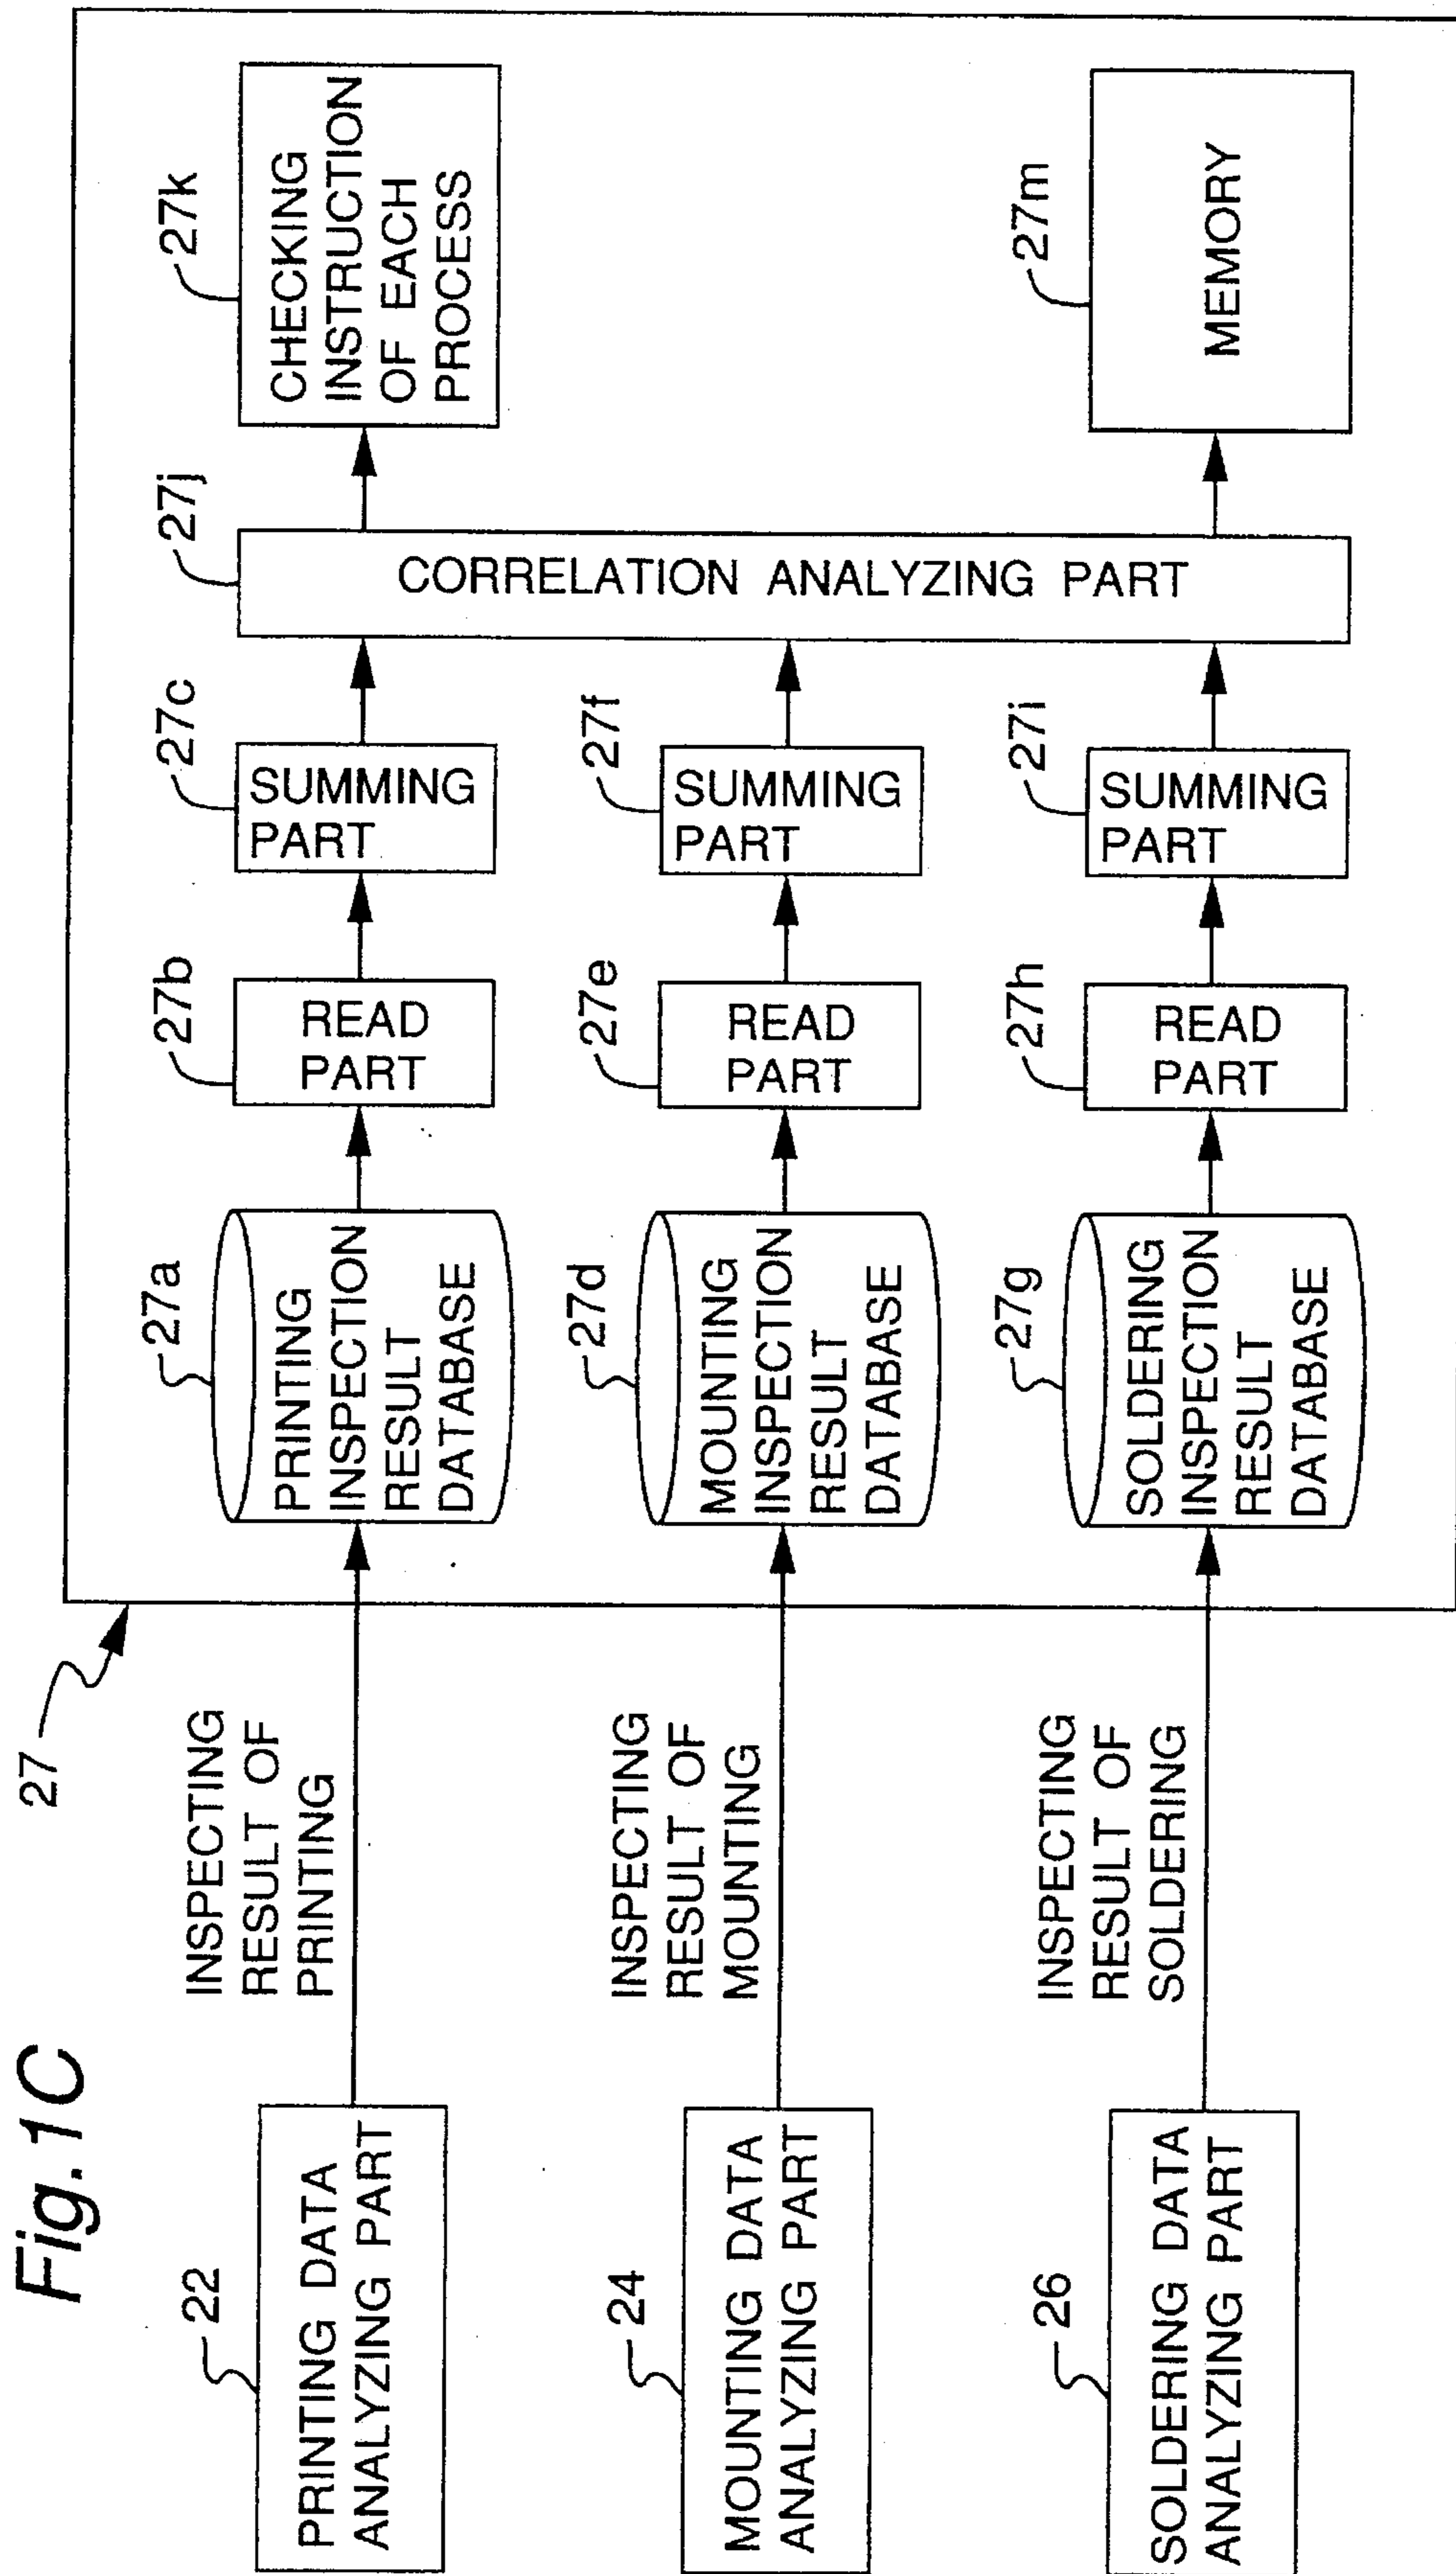 Fig.1C
22
PRINTING DATA
ANALYZING PART
INSPECTING
RESULT OF
PRINTING
27
27a
PRINTING
INSPECTION
RESULT
DATABASE
27b
READ
PART
27c
SUMMING
PART
27j
CORRELATION ANALYZING PART
27k
CHECKING
INSTRUCTION
OF EACH
PROCESS
24
MOUNTING DATA
ANALYZING PART
INSPECTING
RESULT OF
MOUNTING
27d
MOUNTING
INSPECTION
RESULT
DATABASE
27e
READ
PART
27f
SUMMING
PART
26
SOLDERING DATA
ANALYZING PART
INSPECTING
RESULT OF
SOLDERING
27g
SOLDERING
INSPECTION
RESULT
DATABASE
27h
READ
PART
27i
SUMMING
PART
27m
MEMORY